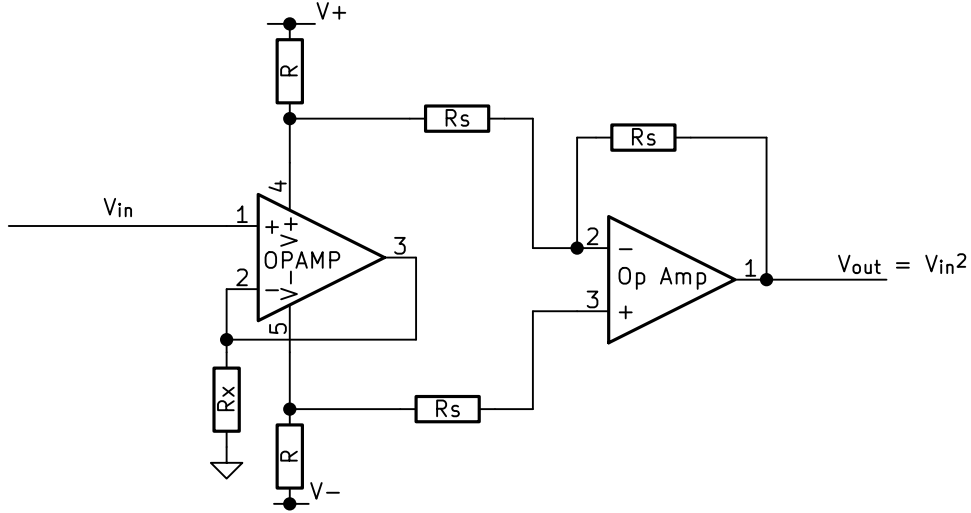 V+
R
Rs
Rs
4
Vin
1
+
V+
OPAMP
3
2
−
V−
5
2
−
Op Amp
1
Vout = Vin²
3
+
Rx
Rs
R
V−